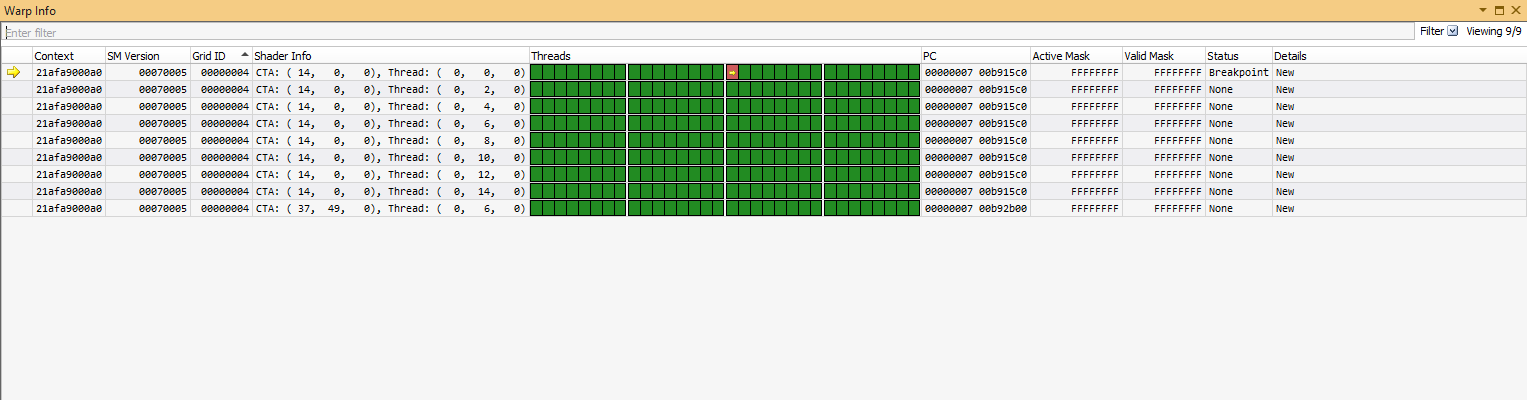 Warp Info
Enter filter Filter Viewing 9/9
Context SM Version Grid ID Shader Info Threads PC Active Mask Valid Mask Status Details
21afa9000a0 00070005 00000004 CTA: ( 14, 0, 0), Thread: ( 0, 0, 0) 00000007 00b915c0 FFFFFFFF FFFFFFFF Breakpoint New
21afa9000a0 00070005 00000004 CTA: ( 14, 0, 0), Thread: ( 0, 2, 0) 00000007 00b915c0 FFFFFFFF FFFFFFFF None New
21afa9000a0 00070005 00000004 CTA: ( 14, 0, 0), Thread: ( 0, 4, 0) 00000007 00b915c0 FFFFFFFF FFFFFFFF None New
21afa9000a0 00070005 00000004 CTA: ( 14, 0, 0), Thread: ( 0, 6, 0) 00000007 00b915c0 FFFFFFFF FFFFFFFF None New
21afa9000a0 00070005 00000004 CTA: ( 14, 0, 0), Thread: ( 0, 8, 0) 00000007 00b915c0 FFFFFFFF FFFFFFFF None New
21afa9000a0 00070005 00000004 CTA: ( 14, 0, 0), Thread: ( 0, 10, 0) 00000007 00b915c0 FFFFFFFF FFFFFFFF None New
21afa9000a0 00070005 00000004 CTA: ( 14, 0, 0), Thread: ( 0, 12, 0) 00000007 00b915c0 FFFFFFFF FFFFFFFF None New
21afa9000a0 00070005 00000004 CTA: ( 14, 0, 0), Thread: ( 0, 14, 0) 00000007 00b915c0 FFFFFFFF FFFFFFFF None New
21afa9000a0 00070005 00000004 CTA: ( 37, 49, 0), Thread: ( 0, 6, 0) 00000007 00b92b00 FFFFFFFF FFFFFFFF None New